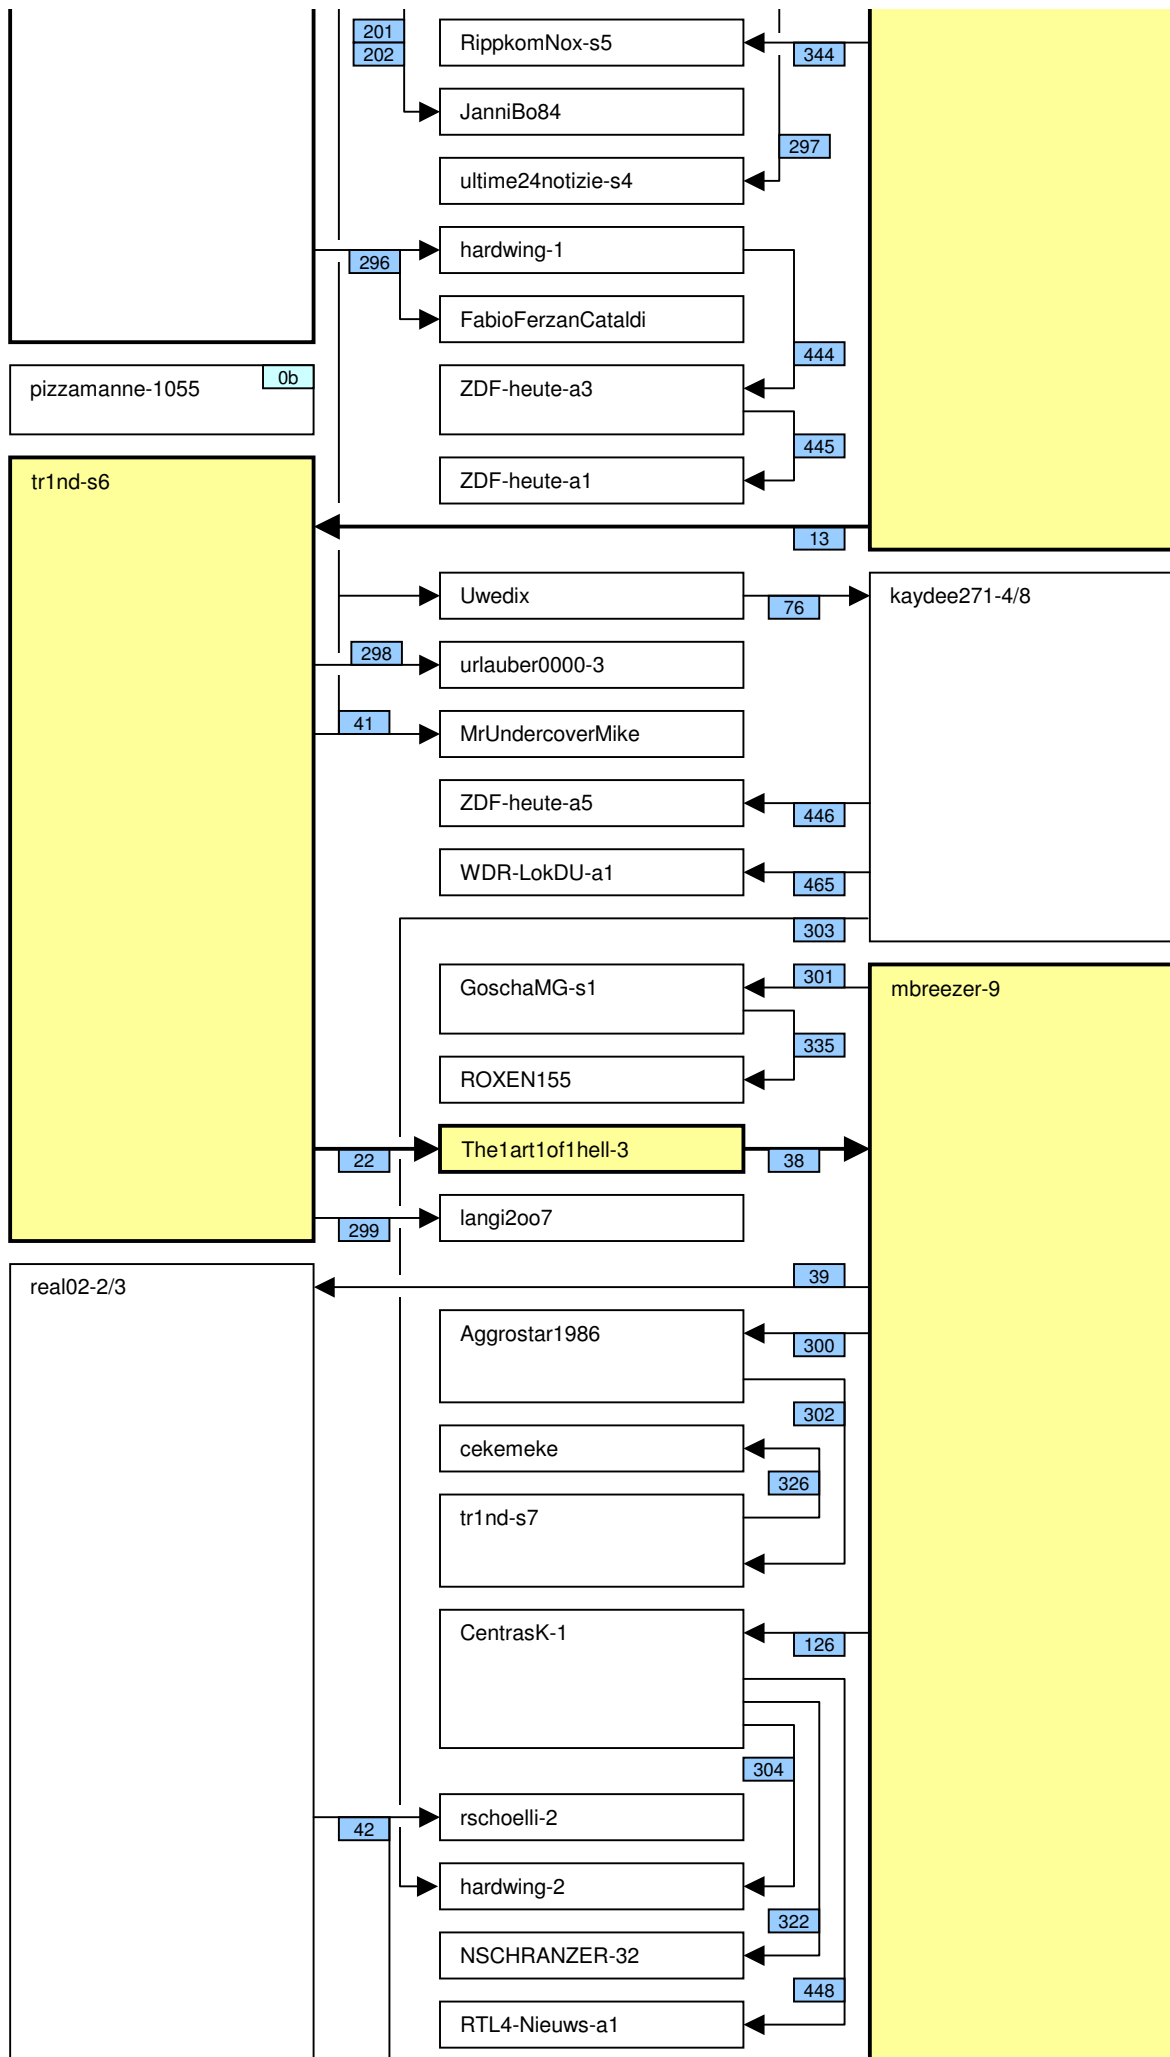 201
202
RippkomNox-s5
344
JanniBo84
297
ultime24notizie-s4
hardwing-1
296
FabioFerzanCataldi
444
pizzamanne-1055
0b
ZDF-heute-a3
445
tr1nd-s6
ZDF-heute-a1
13
Uwedix
76
kaydee271-4/8
298
urlauber0000-3
41
MrUndercoverMike
ZDF-heute-a5
446
WDR-LokDU-a1
465
303
GoschaMG-s1
301
mbreezer-9
335
ROXEN155
22
The1art1of1hell-3
38
299
langi2oo7
real02-2/3
39
Aggrostar1986
300
302
cekemeke
326
tr1nd-s7
CentrasK-1
126
304
42
rschoelli-2
hardwing-2
322
NSCHRANZER-32
448
RTL4-Nieuws-a1